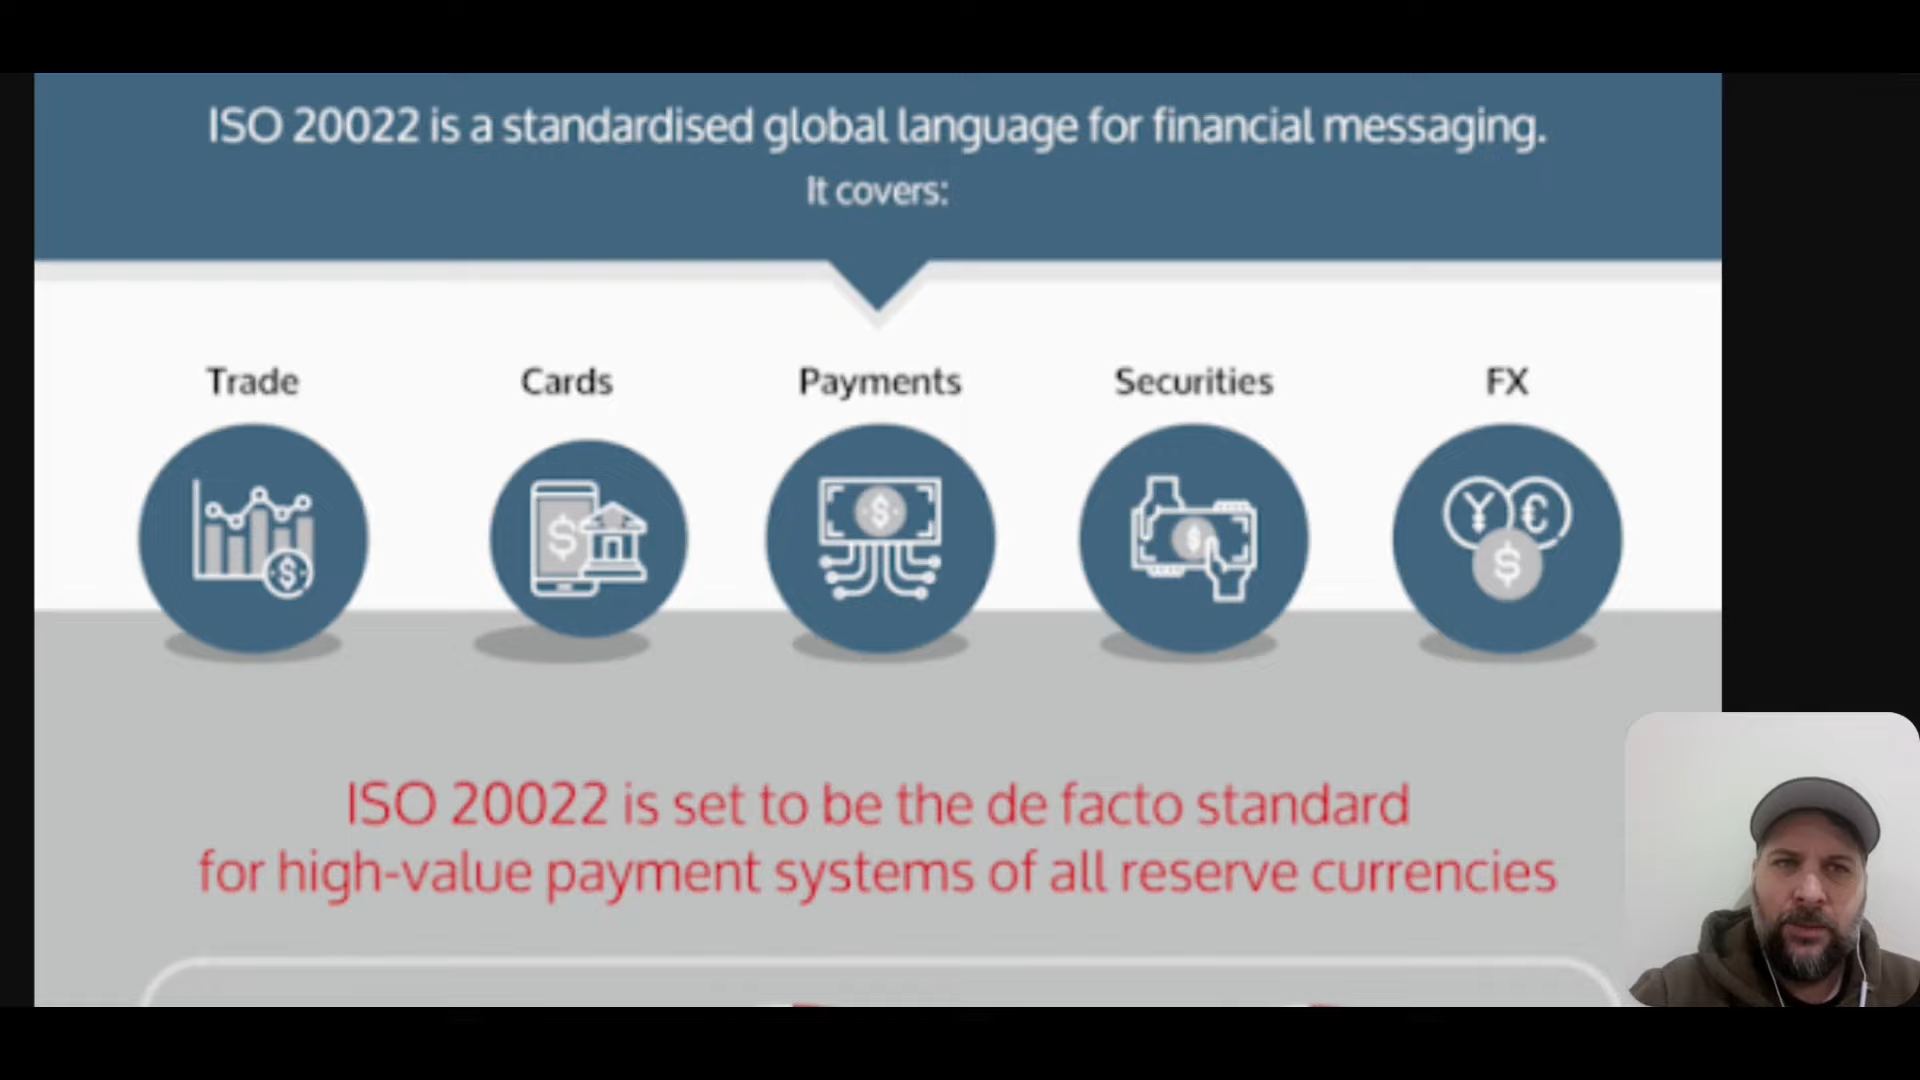 ISO 20022 is a standardised global language for financial messaging.
It covers:
Trade
Cards
Payments
Securities
FX
$
$
$
$
¥ €
$
ISO 20022 is set to be the de facto standard
for high-value payment systems of all reserve currencies